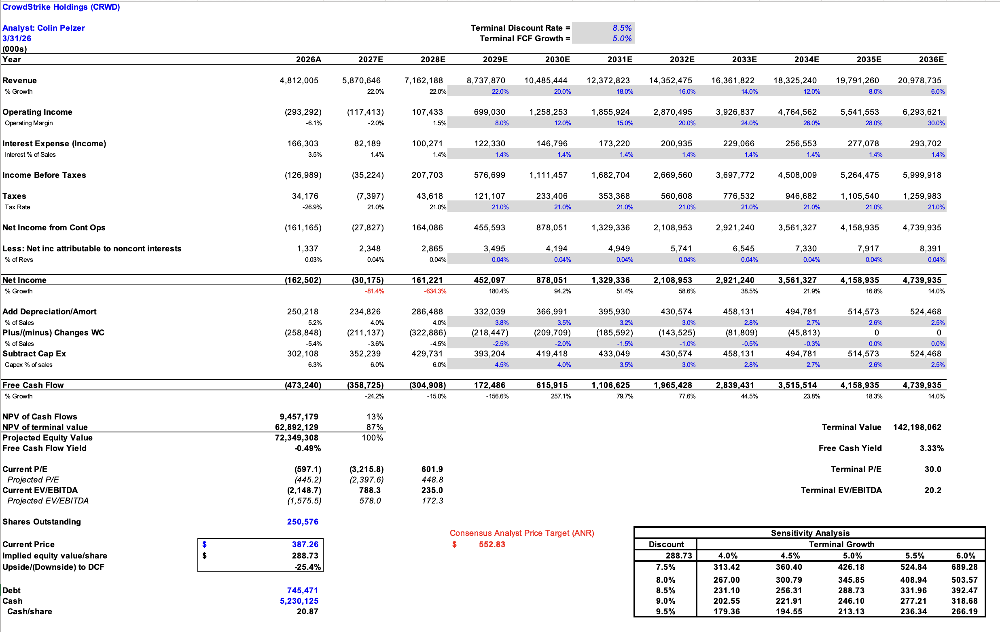 CrowdStrike Holdings (CRWD)
Analyst: Colin Pelzer Terminal Discount Rate = 8.5%
3/31/26 Terminal FCF Growth = 5.0%
(000s)
Year 2026A 2027E 2028E 2029E 2030E 2031E 2032E 2033E 2034E 2035E 2036E
Revenue 4,812,005 5,870,646 7,162,188 8,737,870 10,485,444 12,372,823 14,352,475 16,361,822 18,325,240 19,791,260 20,978,735
% Growth 22.0% 22.0% 22.0% 20.0% 18.0% 16.0% 14.0% 12.0% 8.0% 6.0%
Operating Income (293,292) (117,413) 107,433 699,030 1,258,253 1,855,924 2,870,495 3,926,837 4,764,562 5,541,553 6,293,621
Operating Margin -6.1% -2.0% 1.5% 8.0% 12.0% 15.0% 20.0% 24.0% 26.0% 28.0% 30.0%
Interest Expense (Income) 166,303 82,189 100,271 122,330 146,796 173,220 200,935 229,066 256,553 277,078 293,702
Interest % of Sales 3.5% 1.4% 1.4% 1.4% 1.4% 1.4% 1.4% 1.4% 1.4% 1.4% 1.4%
Income Before Taxes (126,989) (35,224) 207,703 576,699 1,111,457 1,682,704 2,669,560 3,697,772 4,508,009 5,264,475 5,999,918
Taxes 34,176 (7,397) 43,618 121,107 233,406 353,368 560,608 776,532 946,682 1,105,540 1,259,983
Tax Rate -26.9% 21.0% 21.0% 21.0% 21.0% 21.0% 21.0% 21.0% 21.0% 21.0% 21.0%
Net Income from Cont Ops (161,165) (27,827) 164,086 455,593 878,051 1,329,336 2,108,953 2,921,240 3,561,327 4,158,935 4,739,935
Less: Net inc attributable to noncont interests 1,337 2,348 2,865 3,495 4,194 4,949 5,741 6,545 7,330 7,917 8,391
% of Revs 0.03% 0.04% 0.04% 0.04% 0.04% 0.04% 0.04% 0.04% 0.04% 0.04% 0.04%
Net Income (162,502) (30,175) 161,221 452,097 878,051 1,329,336 2,108,953 2,921,240 3,561,327 4,158,935 4,739,935
% Growth -81.4% -634.3% 180.4% 94.2% 51.4% 58.6% 38.5% 21.9% 16.8% 14.0%
Add Depreciation/Amort 250,218 234,826 286,488 332,039 366,991 395,930 430,574 458,131 494,781 514,573 524,468
% of Sales 5.2% 4.0% 4.0% 3.8% 3.5% 3.2% 3.0% 2.8% 2.7% 2.6% 2.5%
Plus/(minus) Changes WC (258,848) (211,137) (322,886) (218,447) (209,709) (185,592) (143,525) (81,809) (45,813) 0 0
% of Sales -5.4% -3.6% -4.5% -2.5% -2.0% -1.5% -1.0% -0.5% -0.3% 0.0% 0.0%
Subtract Cap Ex 302,108 352,239 429,731 393,204 419,418 433,049 430,574 458,131 494,781 514,573 524,468
Capex % of sales 6.3% 6.0% 6.0% 4.5% 4.0% 3.5% 3.0% 2.8% 2.7% 2.6% 2.5%
Free Cash Flow (473,240) (358,725) (304,908) 172,486 615,915 1,106,625 1,965,428 2,839,431 3,515,514 4,158,935 4,739,935
% Growth -24.2% -15.0% -156.6% 257.1% 79.7% 77.6% 44.5% 23.8% 18.3% 14.0%
NPV of Cash Flows 9,457,179 13%
NPV of terminal value 62,892,129 87% Terminal Value 142,198,062
Projected Equity Value 72,349,308 100%
Free Cash Flow Yield -0.49% Free Cash Yield 3.33%
Current P/E (597.1) (3,215.8) 601.9 Terminal P/E 30.0
Projected P/E (445.2) (2,397.6) 448.8
Current EV/EBITDA (2,148.7) 788.3 235.0 Terminal EV/EBITDA 20.2
Projected EV/EBITDA (1,575.5) 578.0 172.3
Shares Outstanding 250,576
Consensus Analyst Price Target (ANR) Sensitivity Analysis
Current Price $ 387.26 $ 552.83 Discount Terminal Growth
Implied equity value/share $ 288.73 288.73 4.0% 4.5% 5.0% 5.5% 6.0%
Upside/(Downside) to DCF -25.4% 7.5% 313.42 360.40 426.18 524.84 689.28
8.0% 267.00 300.79 345.85 408.94 503.57
Debt 745,471 8.5% 231.10 256.31 288.73 331.96 392.47
Cash 5,230,125 9.0% 202.55 221.91 246.10 277.21 318.68
Cash/share 20.87 9.5% 179.36 194.55 213.13 236.34 266.19